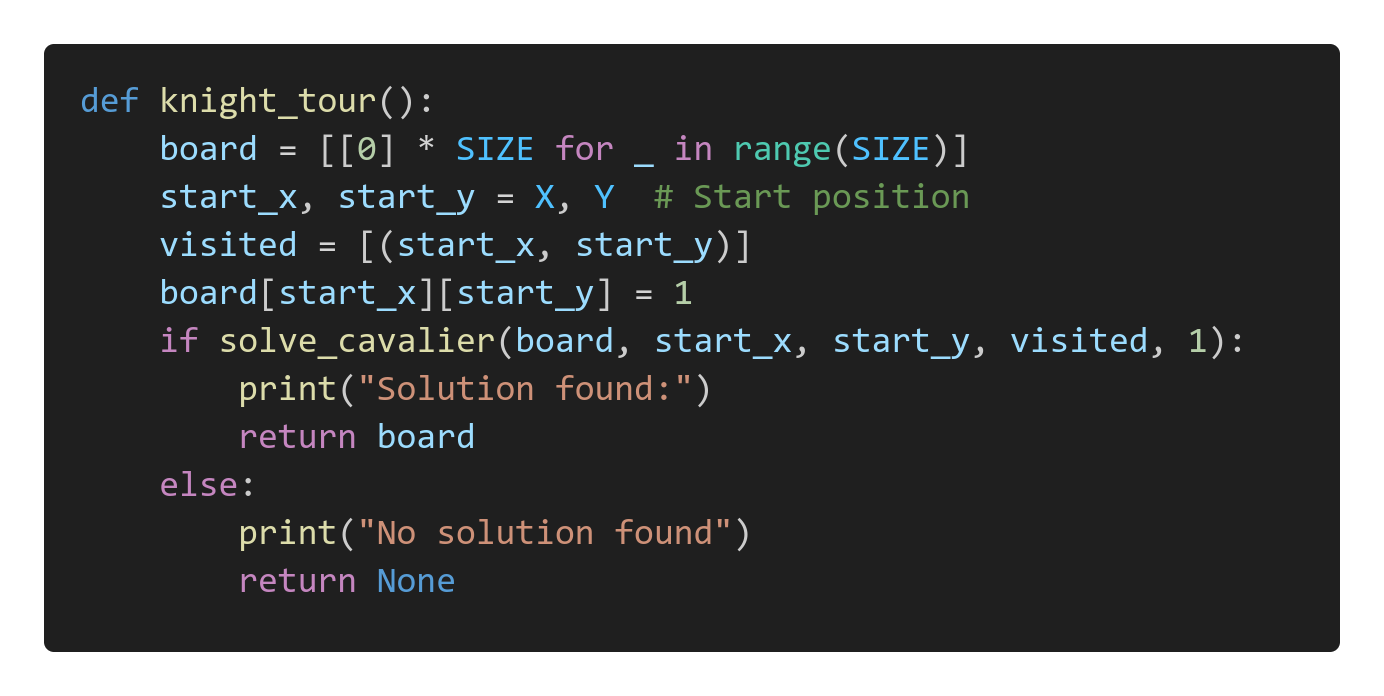 def knight_tour():
    board = [[0] * SIZE for _ in range(SIZE)]
    start_x, start_y = X, Y  # Start position
    visited = [(start_x, start_y)]
    board[start_x][start_y] = 1
    if solve_cavalier(board, start_x, start_y, visited, 1):
        print("Solution found:")
        return board
    else:
        print("No solution found")
        return None